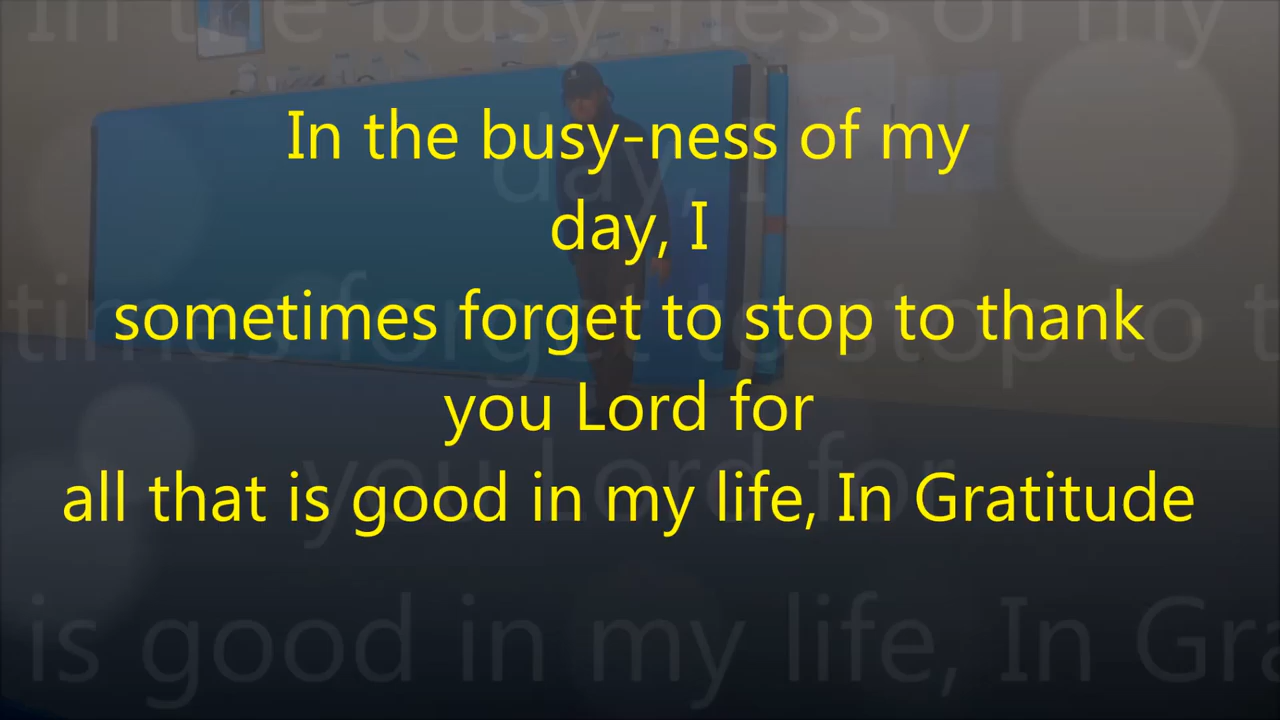 In the busy-ness of my
day, I
sometimes forget to stop to thank
you Lord for
all that is good in my life, In Gratitude